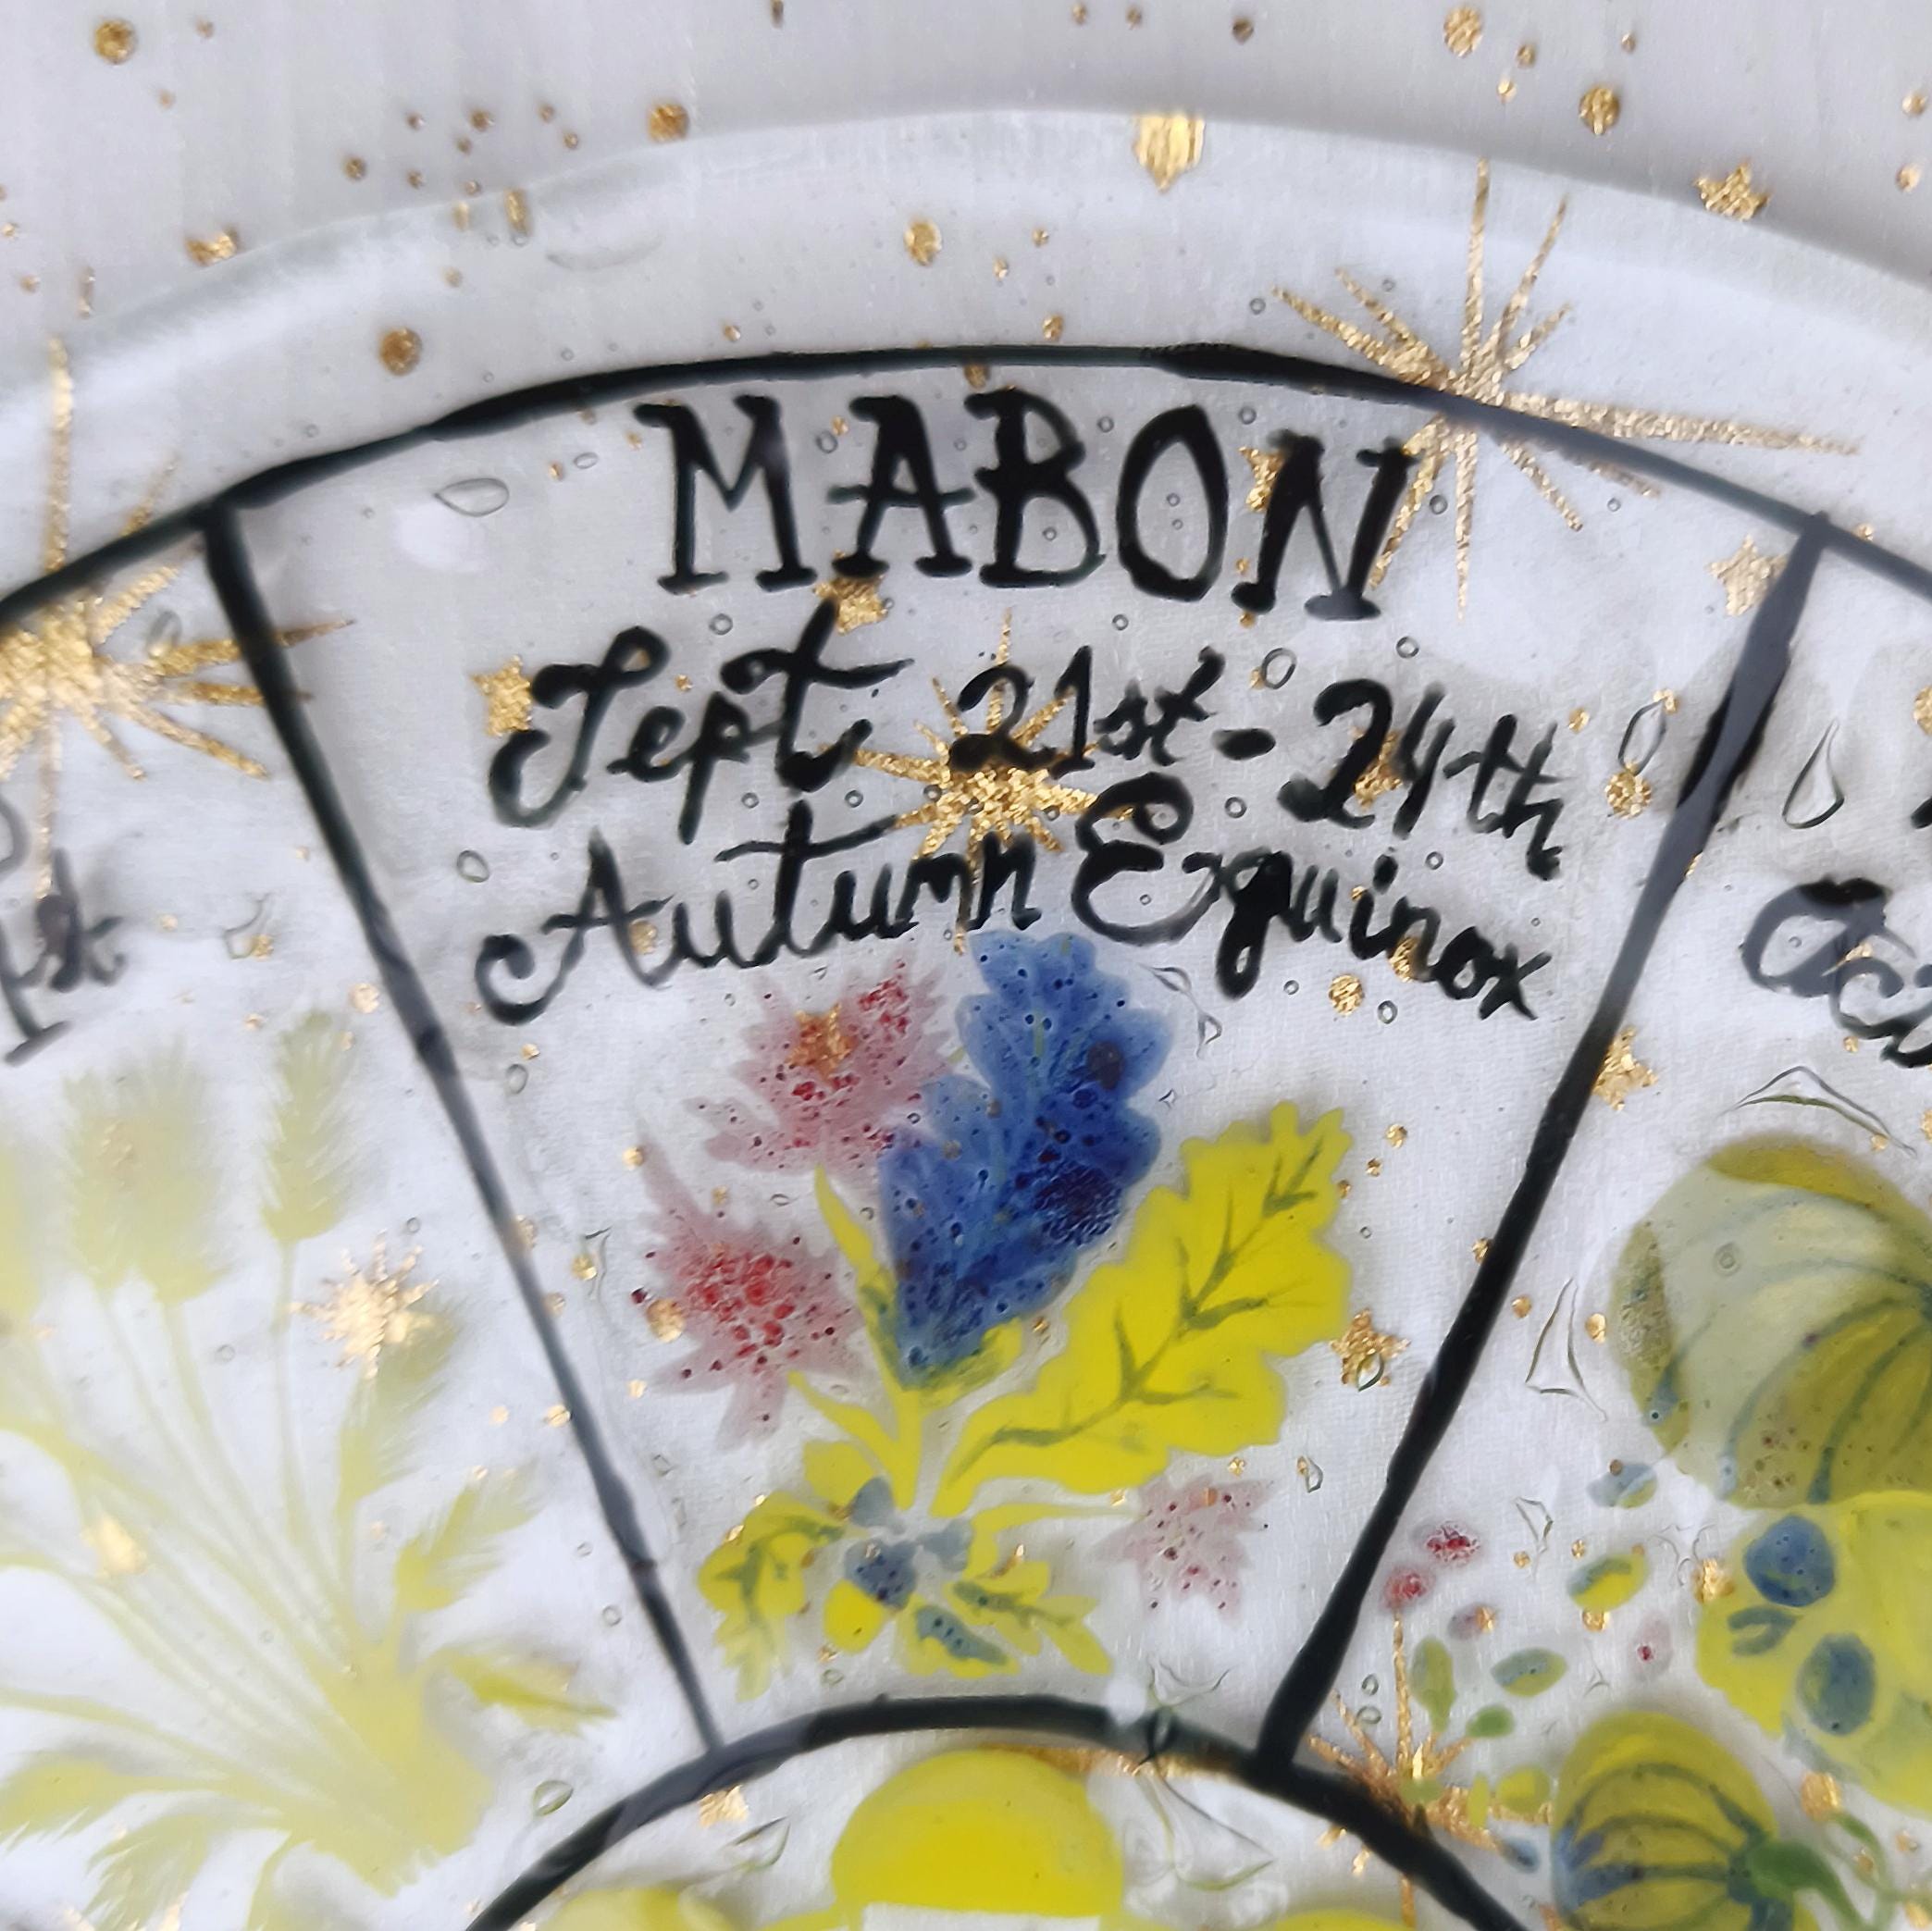 MABON
Sept 21st - 24th
Autumn Equinox